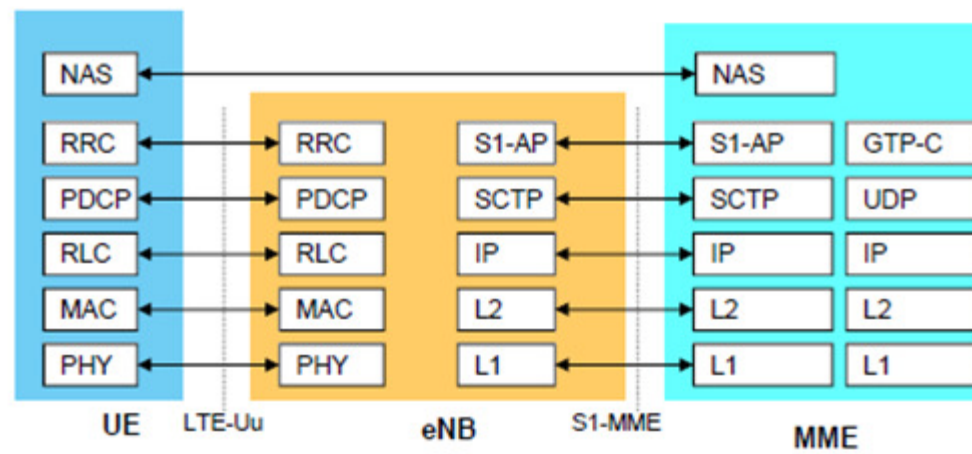 NAS NAS
RRC RRC S1-AP S1-AP GTP-C
PDCP PDCP SCTP SCTP UDP
RLC RLC IP IP IP
MAC MAC L2 L2 L2
PHY PHY L1 L1 L1
UE LTE-Uu eNB S1-MME MME